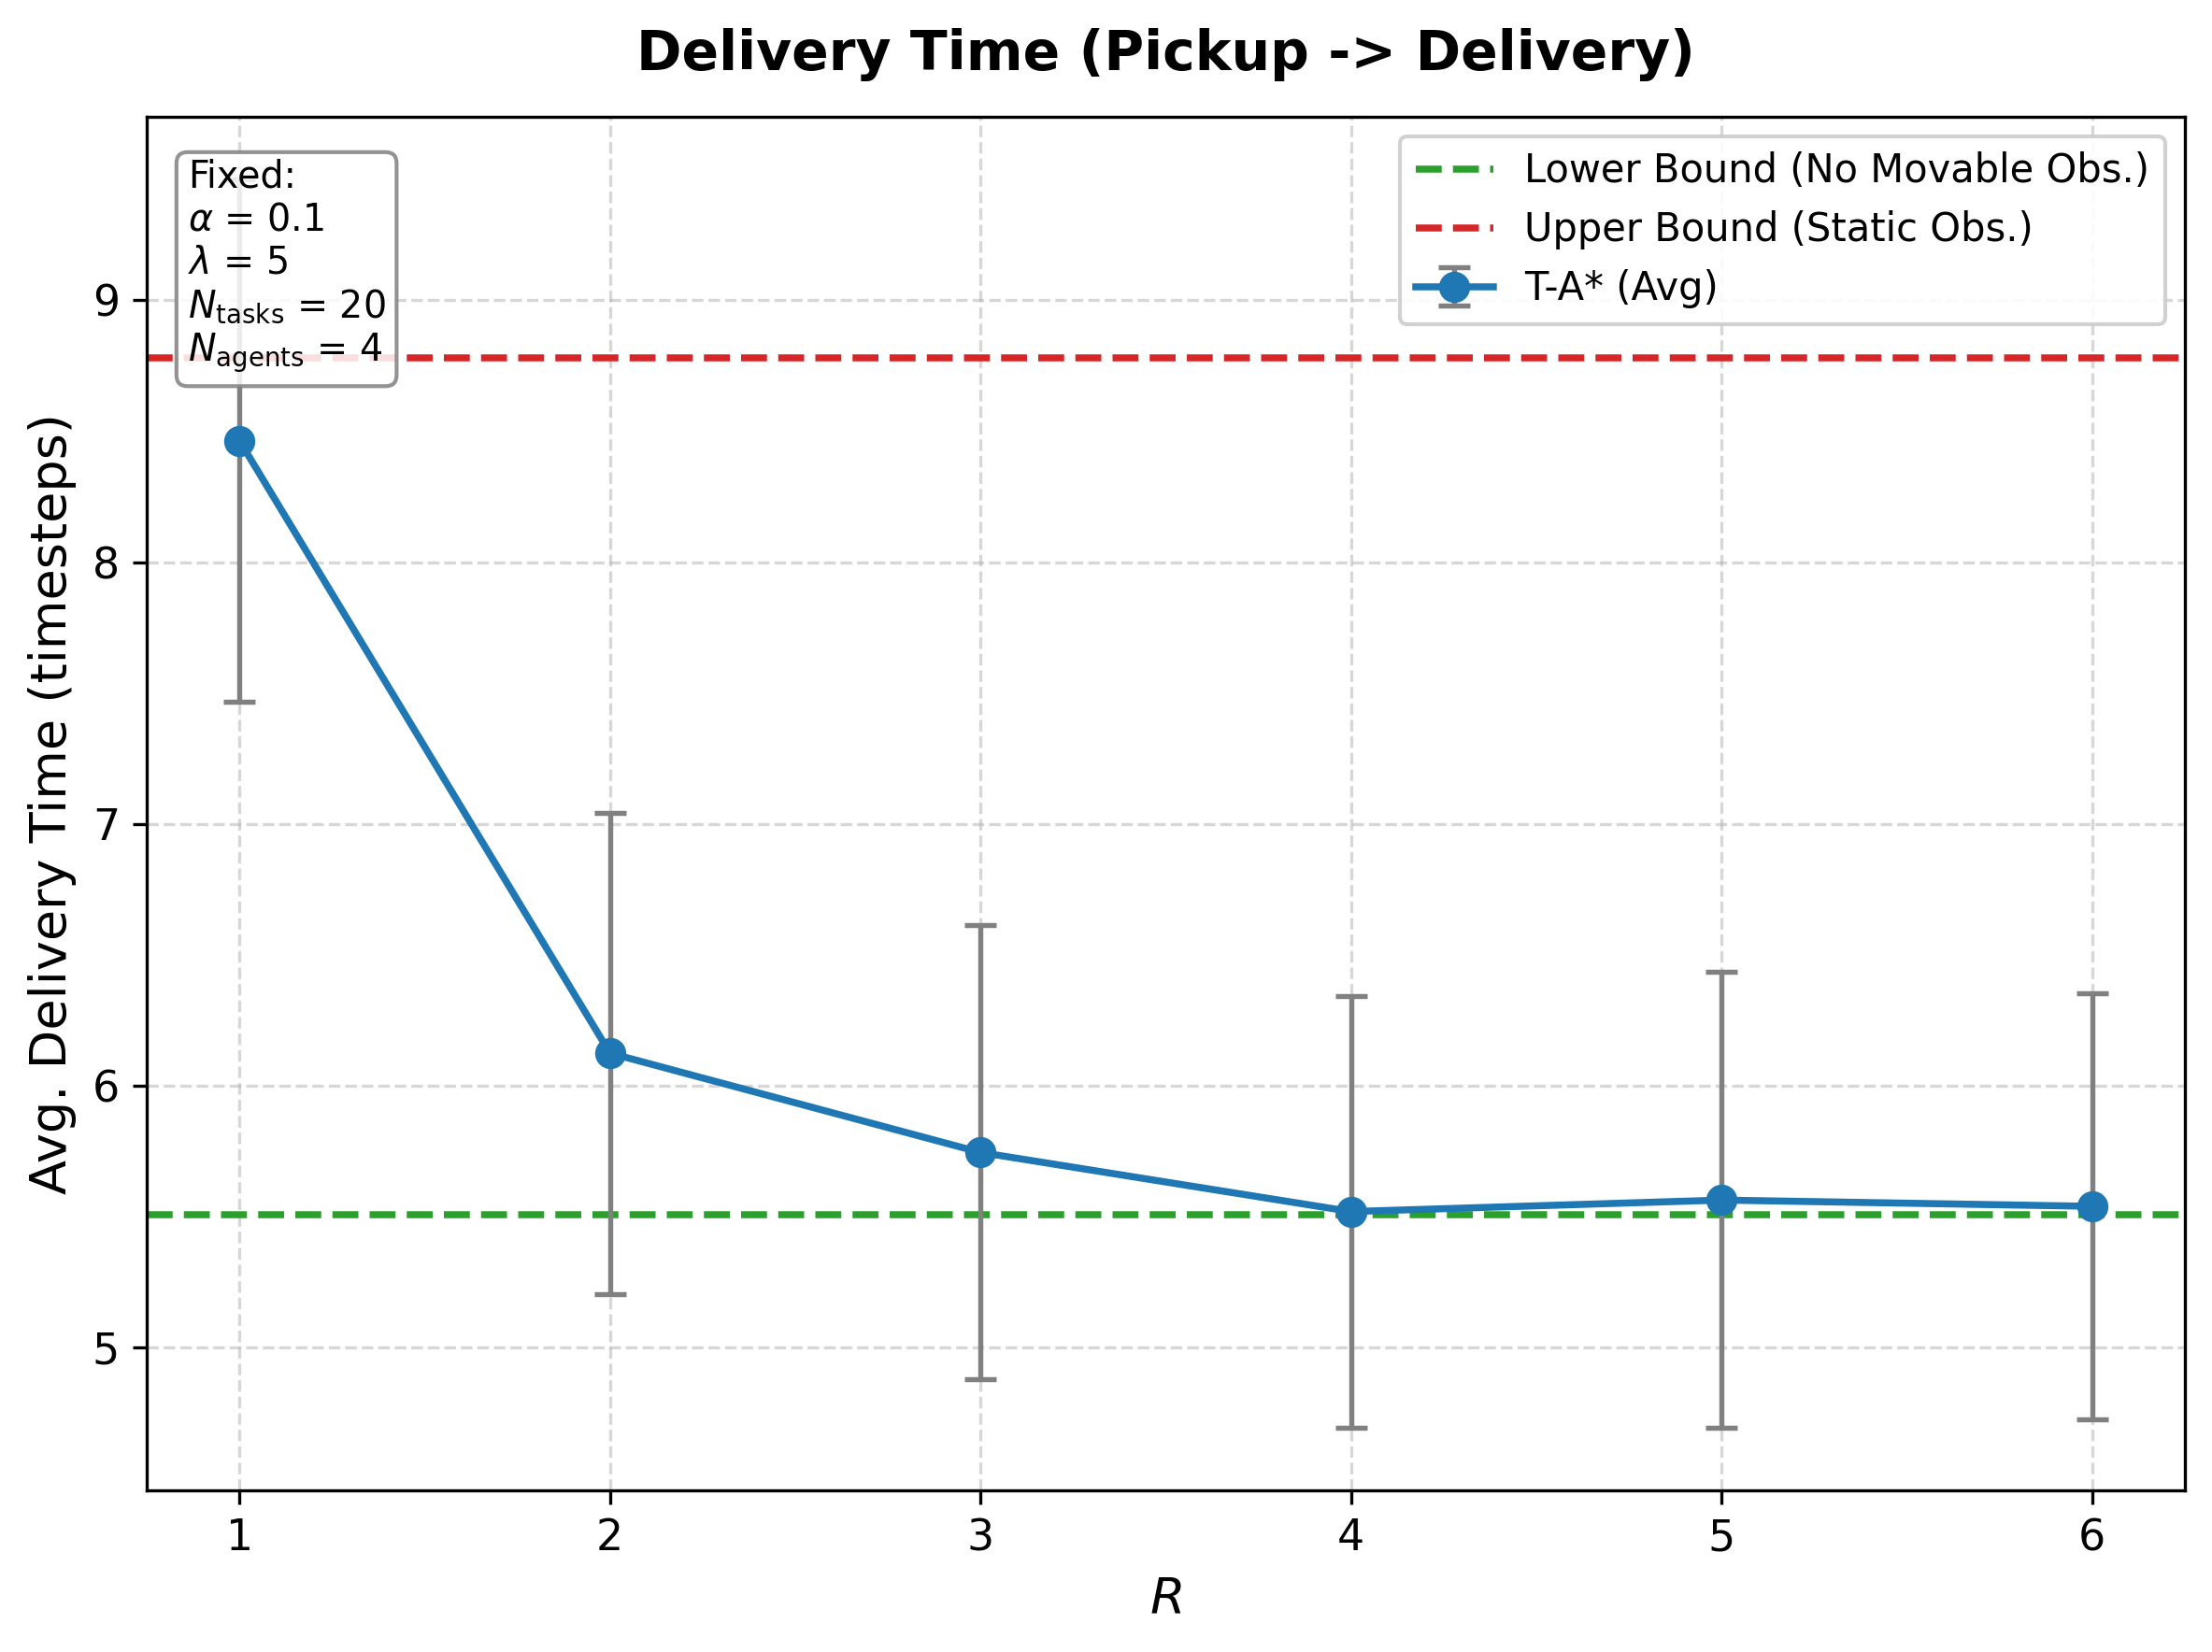 Delivery Time (Pickup -> Delivery)
Fixed:
α = 0.1
λ = 5
N_tasks = 20
N_agents = 4
Lower Bound (No Movable Obs.)
Upper Bound (Static Obs.)
T-A* (Avg)
Avg. Delivery Time (timesteps)
9
8
7
6
5
1 2 3 4 5 6
R